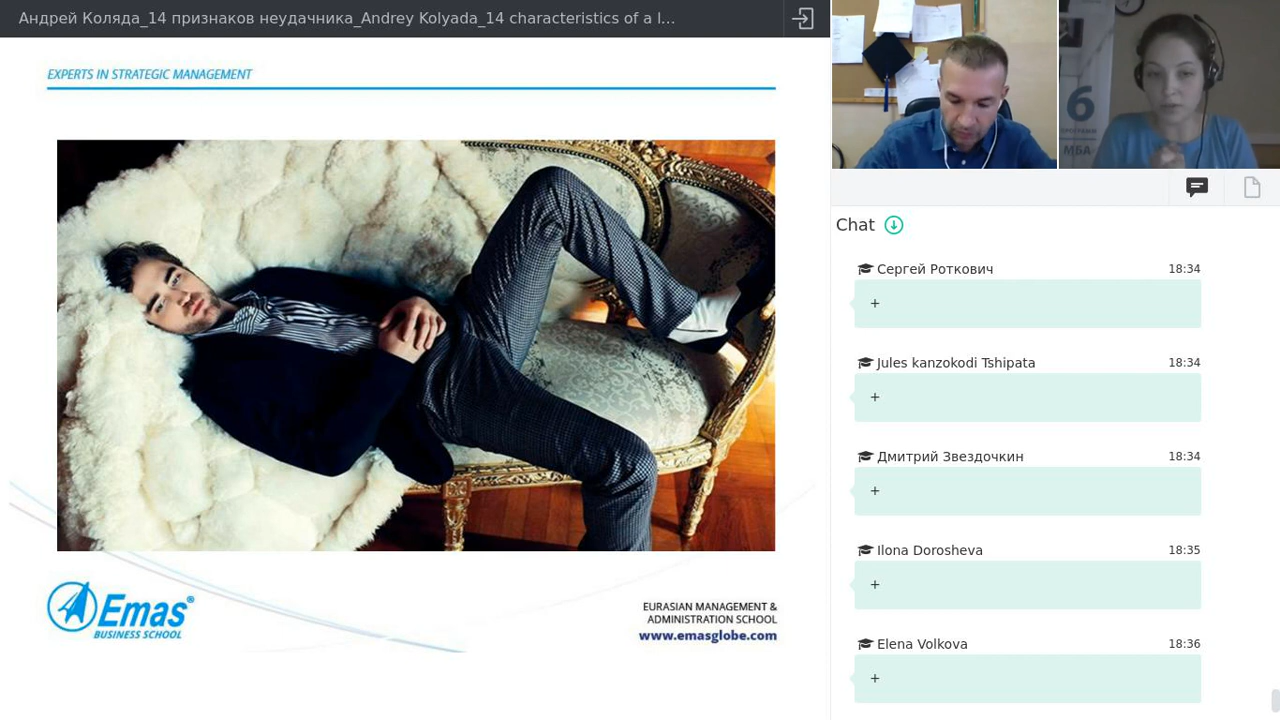 Андрей Коляда_14 признаков неудачника_Andrey Kolyada_14 characteristics of a l...
EXPERTS IN STRATEGIC MANAGEMENT
Emas®
BUSINESS SCHOOL
EURASIAN MANAGEMENT &
ADMINISTRATION SCHOOL
www.emasglobe.com
6
МБА
Chat
Сергей Роткович 18:34
+
Jules kanzokodi Tshipata 18:34
+
Дмитрий Звездочкин 18:34
+
Ilona Dorosheva 18:35
+
Elena Volkova 18:36
+